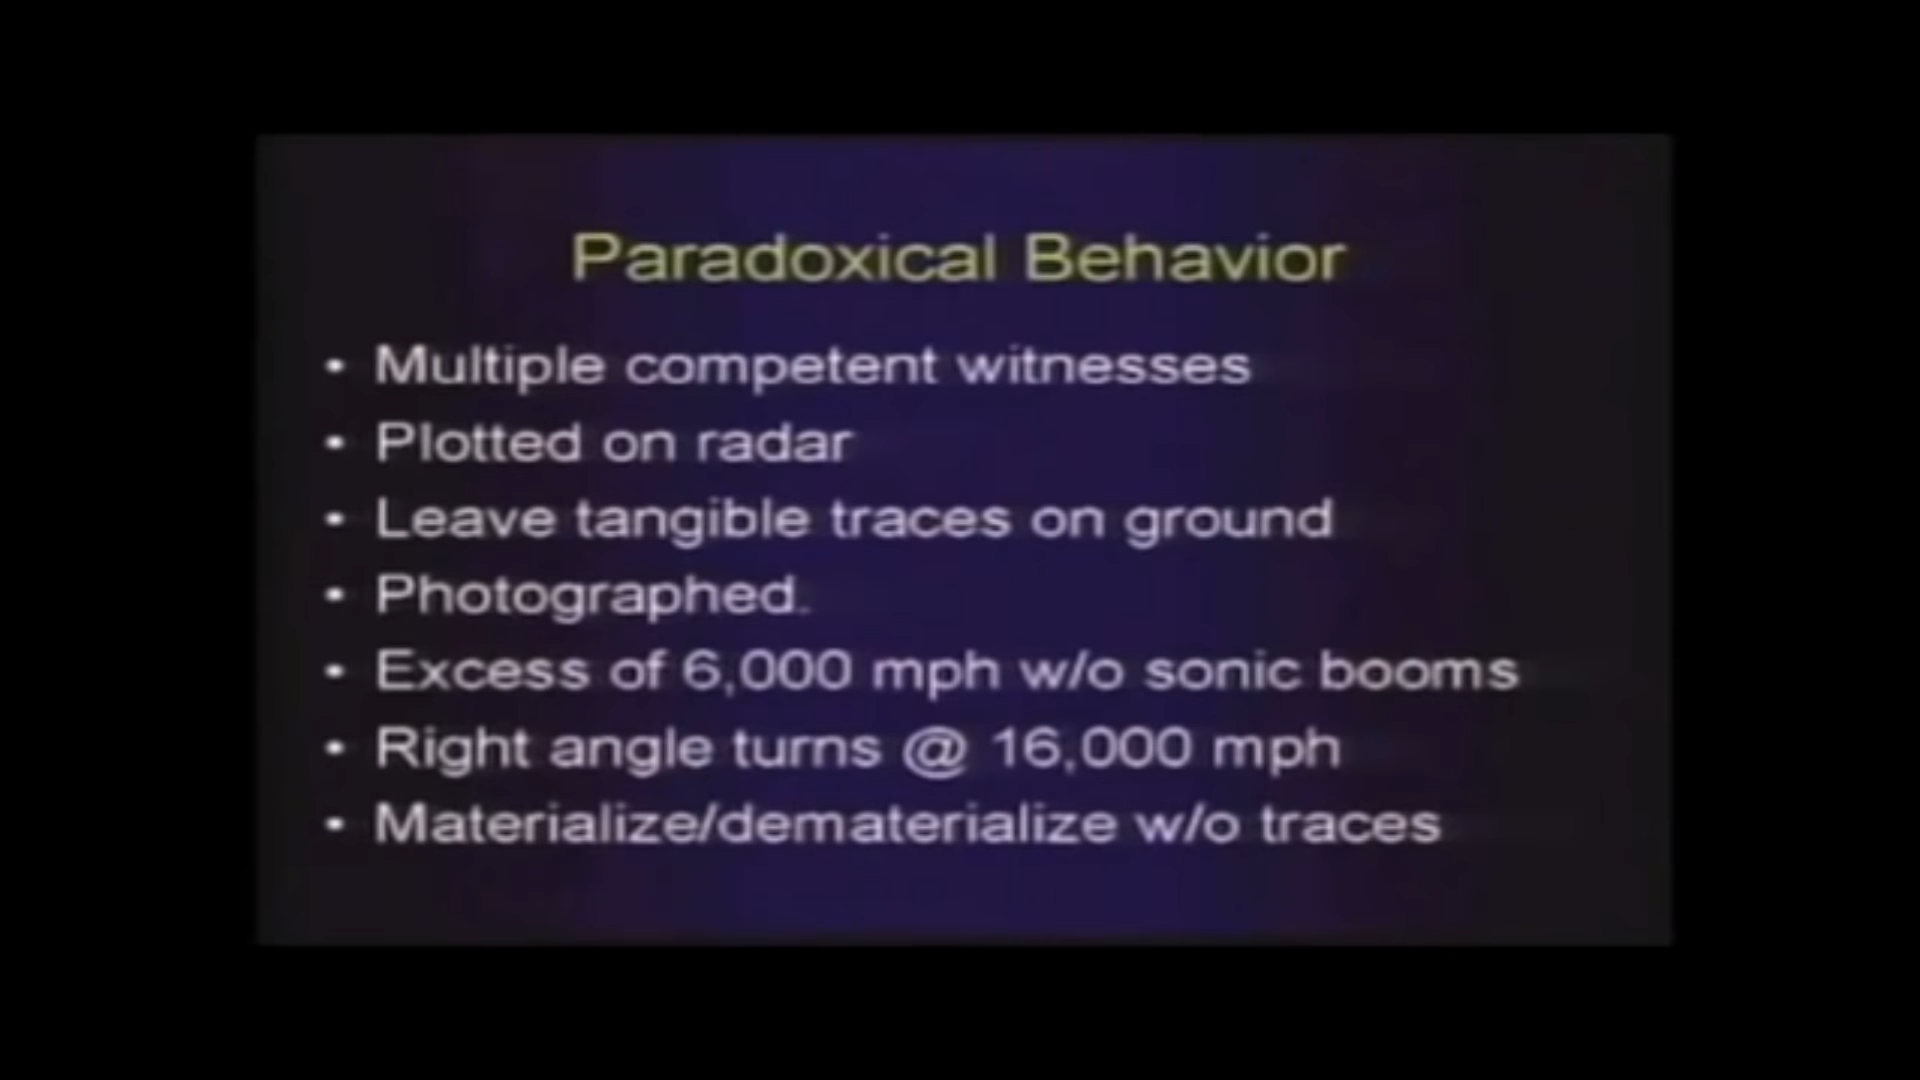 Paradoxical Behavior
• Multiple competent witnesses
• Plotted on radar
• Leave tangible traces on ground
• Photographed.
• Excess of 6,000 mph w/o sonic booms
• Right angle turns @ 16,000 mph
• Materialize/dematerialize w/o traces